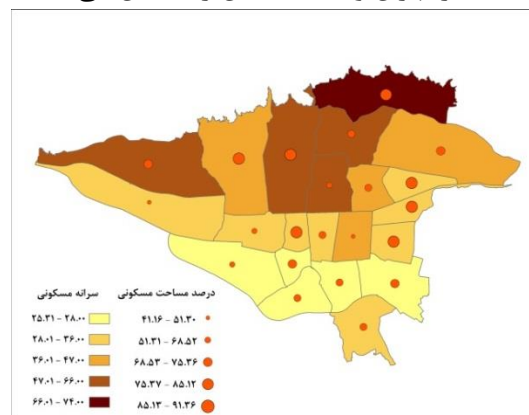 سرانه مسکونی
۲۵.۳۱ - ۲۸.۰۰
۲۸.۰۱ - ۳۶.۰۰
۳۶.۰۱ - ۴۷.۰۰
۴۷.۰۱ - ۶۶.۰۰
۶۶.۰۱ - ۷۴.۰۰
درصد مساحت مسکونی
۴۱.۱۶ - ۵۱.۳۰
۵۱.۳۱ - ۶۸.۵۲
۶۸.۵۳ - ۷۵.۳۶
۷۵.۳۷ - ۸۵.۱۲
۸۵.۱۳ - ۹۱.۳۶